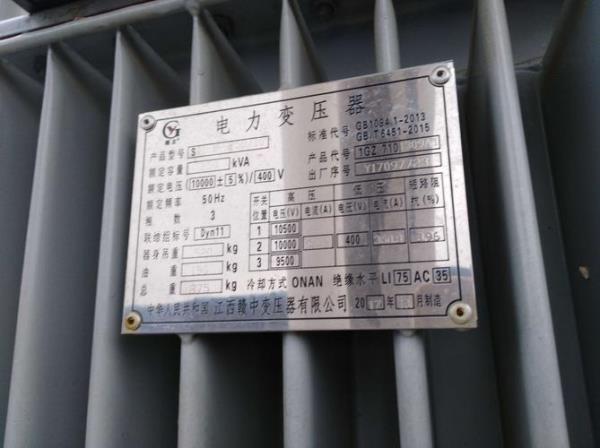 电力变压器
产品型号 S
标准代号 GB1094.1-2013
GB/T6451-2015
额定容量 kVA
产品代号 1GZ.710
额定电压 (10000±5%)/400 V
出厂序号
额定频率 50Hz
相数 3
联结组标号 Dyn11
器身吊重 kg
油重 kg
总重 kg
开关位置 高压 低压 短路阻抗(%)
电压(V) 电流(A) 电压(V) 电流(A)
1 10500
2 10000 400
3 9500
冷却方式 ONAN 绝缘水平 LI 75 AC 35
中华人民共和国 江西赣中变压器有限公司 20 年 月制造